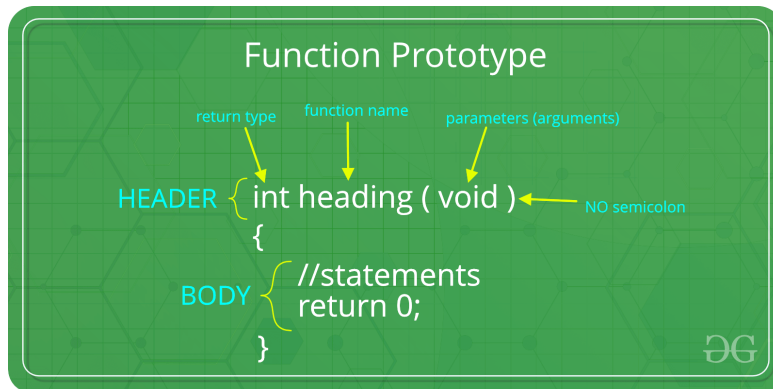 Function Prototype
return type
function name
parameters (arguments)
HEADER
int heading ( void )
NO semicolon
{
BODY
//statements
return 0;
}
GG